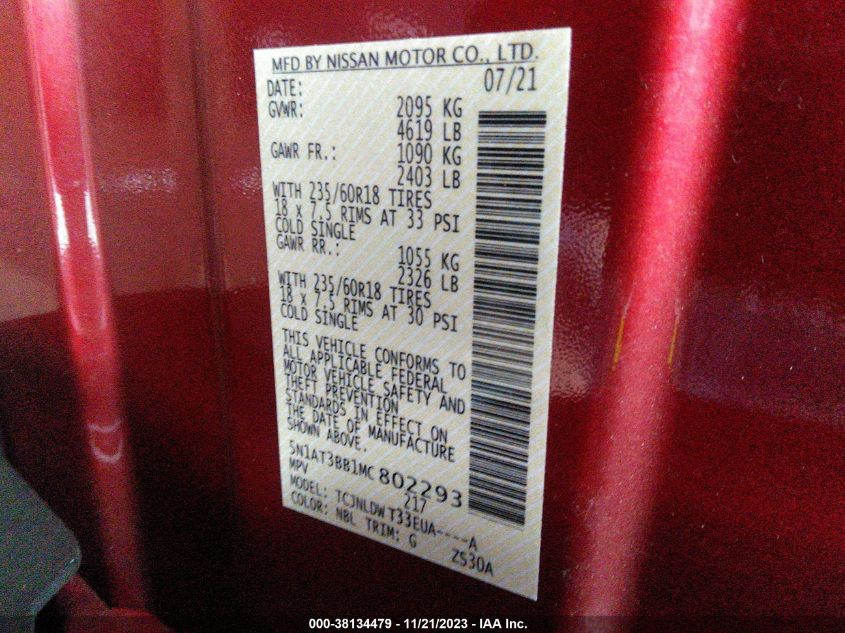 MFD BY NISSAN MOTOR CO., LTD.
DATE: 07/21
GVWR: 2095 KG
4619 LB
GAWR FR.: 1090 KG
2403 LB
WITH 235/60R18 TIRES
18 x 7.5 RIMS AT 33 PSI
COLD SINGLE
GAWR RR.: 1055 KG
2326 LB
WITH 235/60R18 TIRES
18 x 7.5 RIMS AT 30 PSI
COLD SINGLE
THIS VEHICLE CONFORMS TO
ALL APPLICABLE FEDERAL
MOTOR VEHICLE SAFETY AND
THEFT PREVENTION
STANDARDS IN EFFECT ON
THE DATE OF MANUFACTURE
SHOWN ABOVE.
5N1AT3BB1MC 802293
MPV 217
MODEL: TCJNLDW T33EUA----A
COLOR: NBL TRIM: G ZS30A
000-38134479 - 11/21/2023 - IAA Inc.